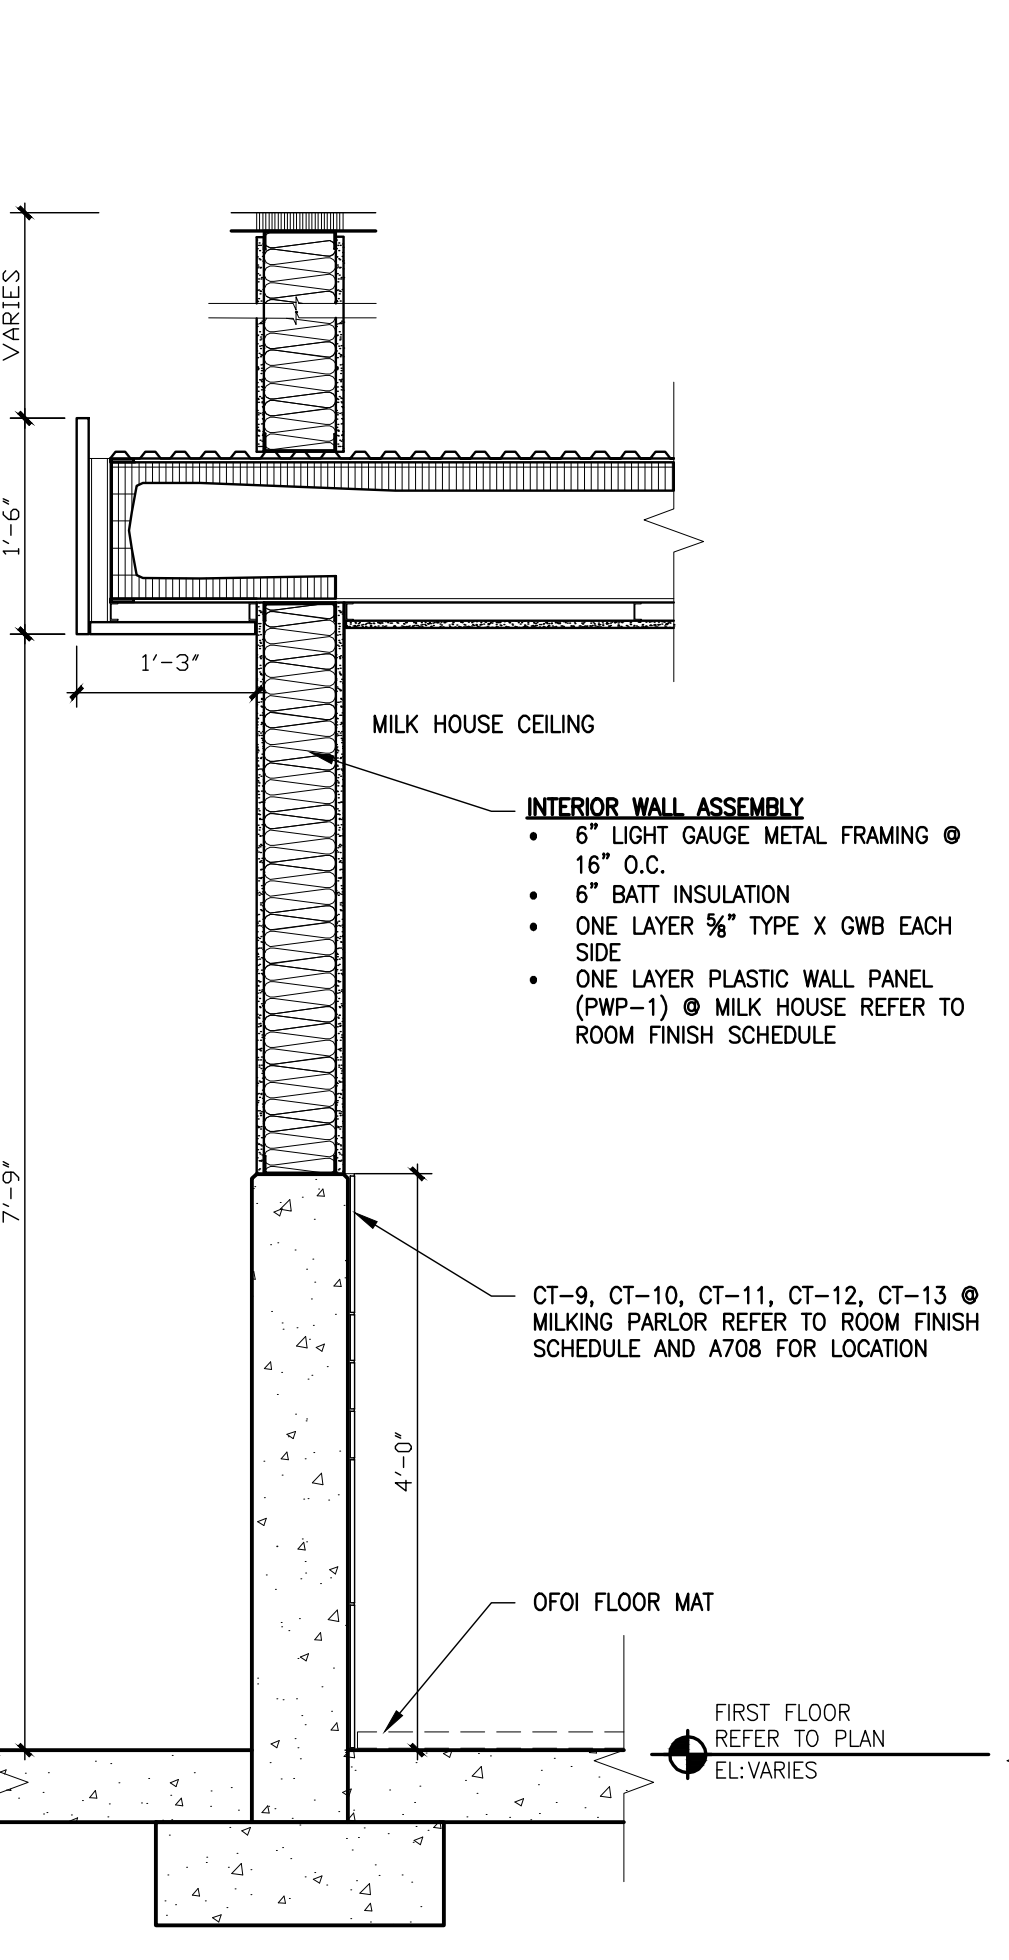 VARIES
1'-6"
1'-3"
MILK HOUSE CEILING
INTERIOR WALL ASSEMBLY
• 6" LIGHT GAUGE METAL FRAMING @
16" O.C.
• 6" BATT INSULATION
• ONE LAYER ⅝" TYPE X GWB EACH
SIDE
• ONE LAYER PLASTIC WALL PANEL
(PWP-1) @ MILK HOUSE REFER TO
ROOM FINISH SCHEDULE
7'-9"
CT-9, CT-10, CT-11, CT-12, CT-13 @
MILKING PARLOR REFER TO ROOM FINISH
SCHEDULE AND A708 FOR LOCATION
4'-0"
OFOI FLOOR MAT
FIRST FLOOR
REFER TO PLAN
EL:VARIES